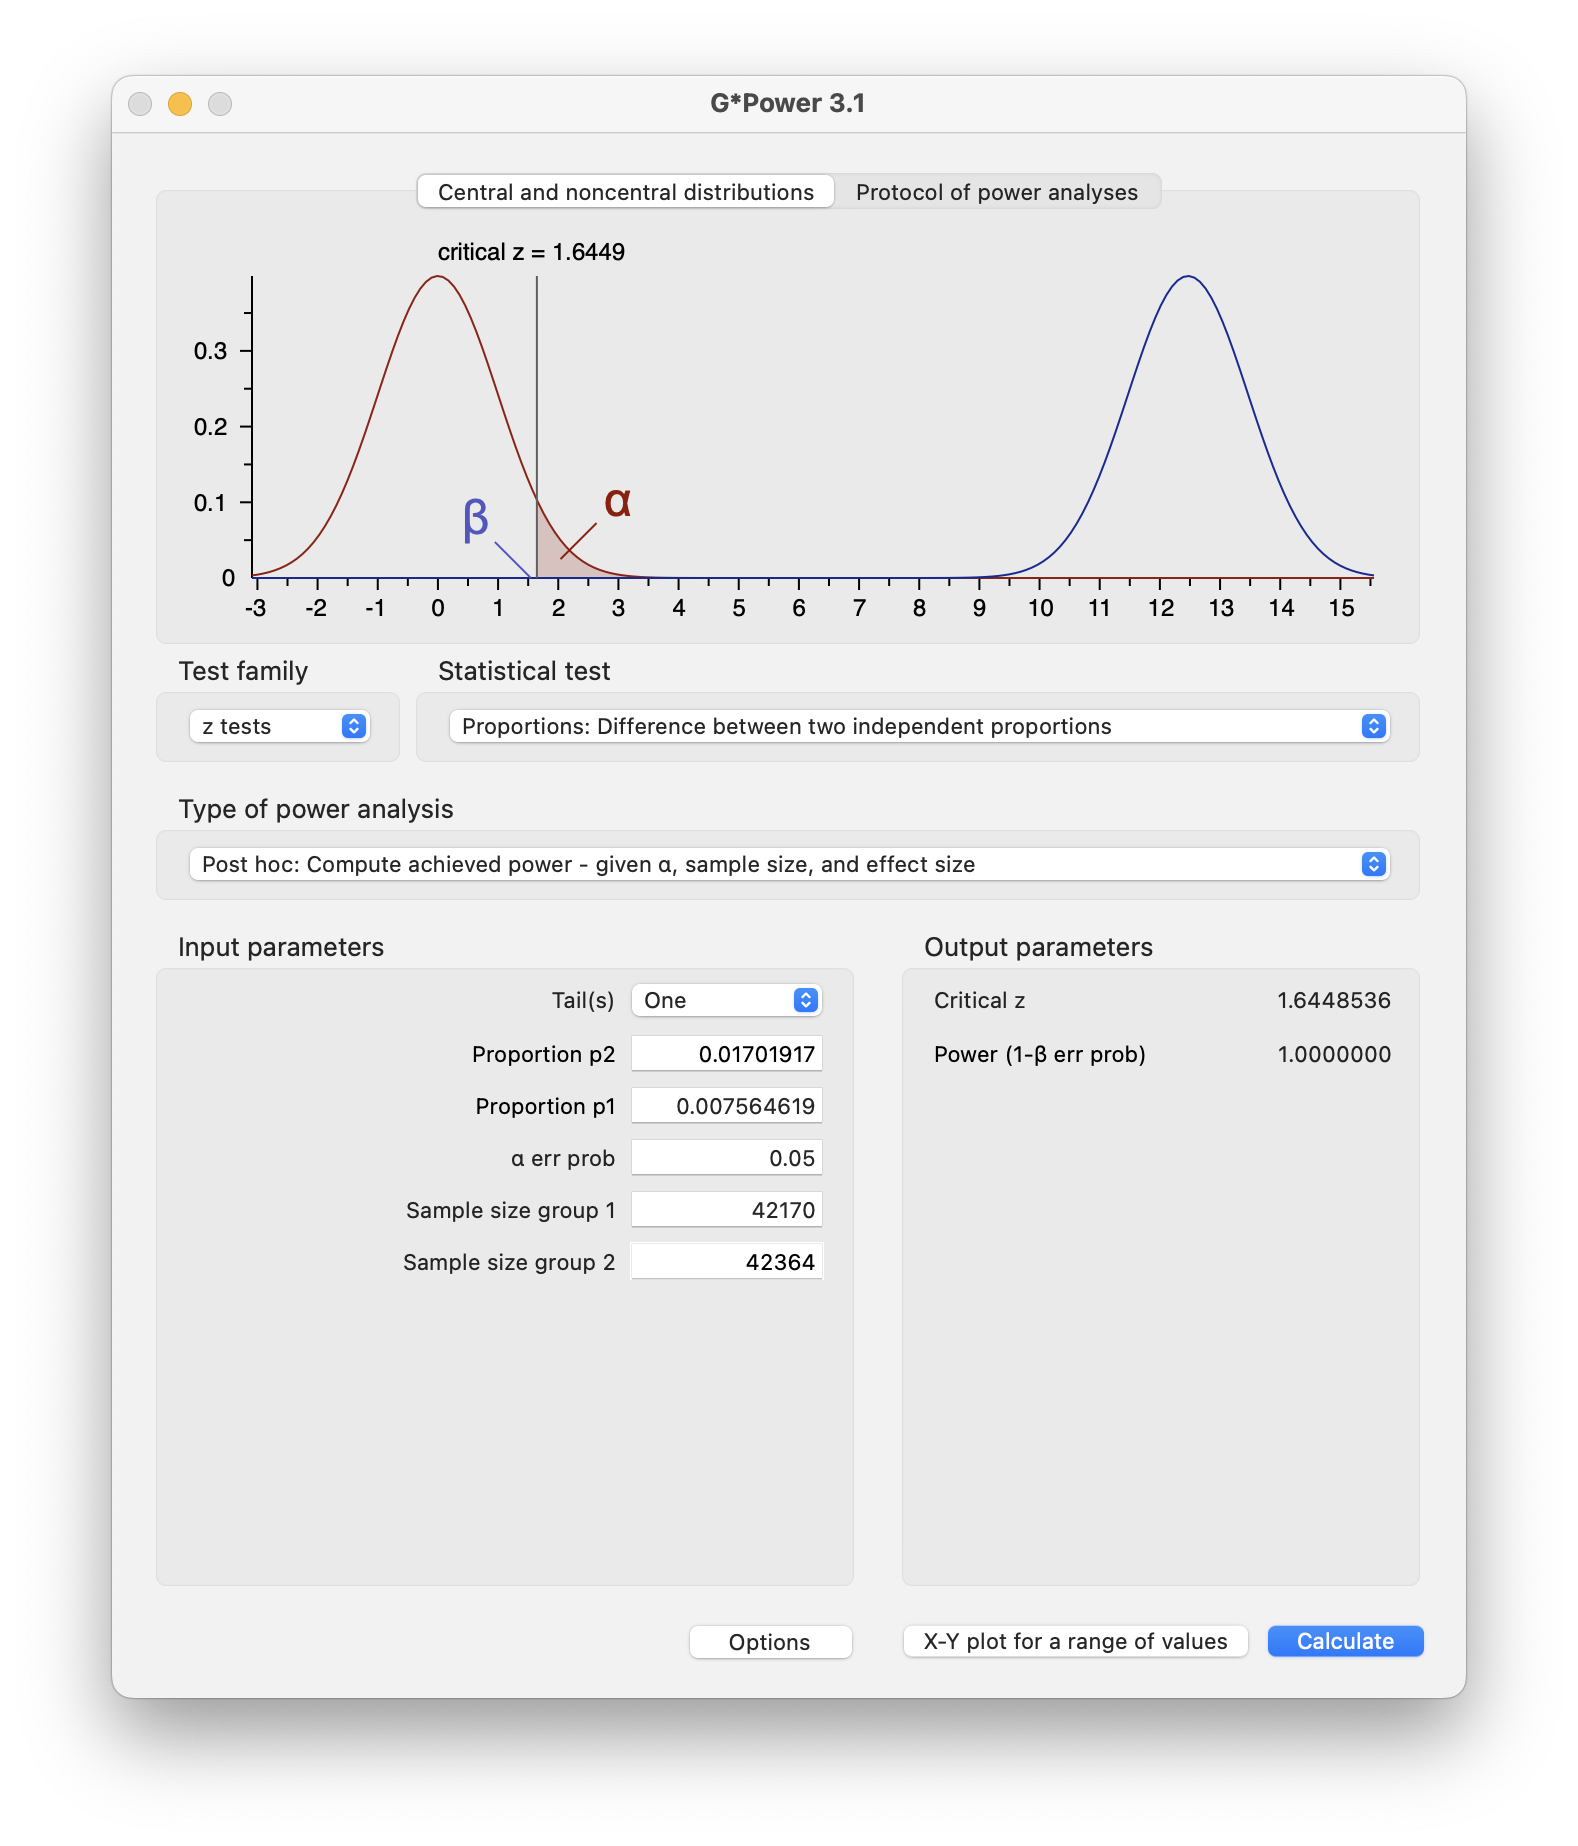 G*Power 3.1
Central and noncentral distributions Protocol of power analyses
critical z = 1.6449
0.3
0.2
0.1
0
β
α
-3 -2 -1 0 1 2 3 4 5 6 7 8 9 10 11 12 13 14 15
Test family Statistical test
z tests Proportions: Difference between two independent proportions
Type of power analysis
Post hoc: Compute achieved power - given α, sample size, and effect size
Input parameters
Tail(s) One
Proportion p2 0.01701917
Proportion p1 0.007564619
α err prob 0.05
Sample size group 1 42170
Sample size group 2 42364
Output parameters
Critical z 1.6448536
Power (1-β err prob) 1.0000000
Options X-Y plot for a range of values Calculate